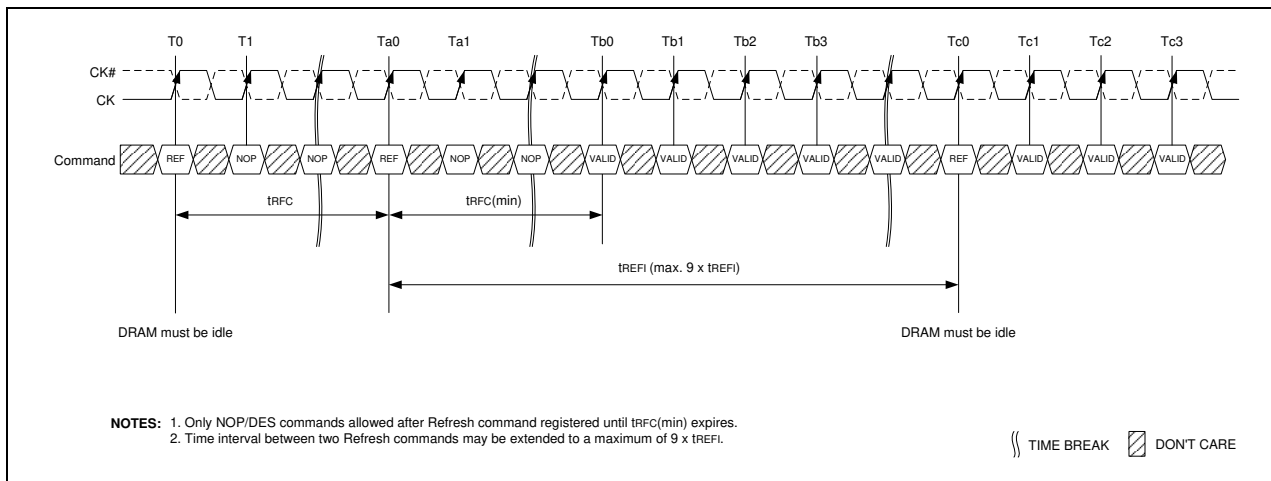 T0 T1 Ta0 Ta1 Tb0 Tb1 Tb2 Tb3 Tc0 Tc1 Tc2 Tc3
CK#
CK
Command REF NOP NOP REF NOP NOP VALID VALID VALID VALID VALID REF VALID VALID VALID
tRFC tRFC(min)
tREFI (max. 9 x tREFI)
DRAM must be idle DRAM must be idle
NOTES: 1. Only NOP/DES commands allowed after Refresh command registered until tRFC(min) expires.
2. Time interval between two Refresh commands may be extended to a maximum of 9 x tREFI.
TIME BREAK DON'T CARE